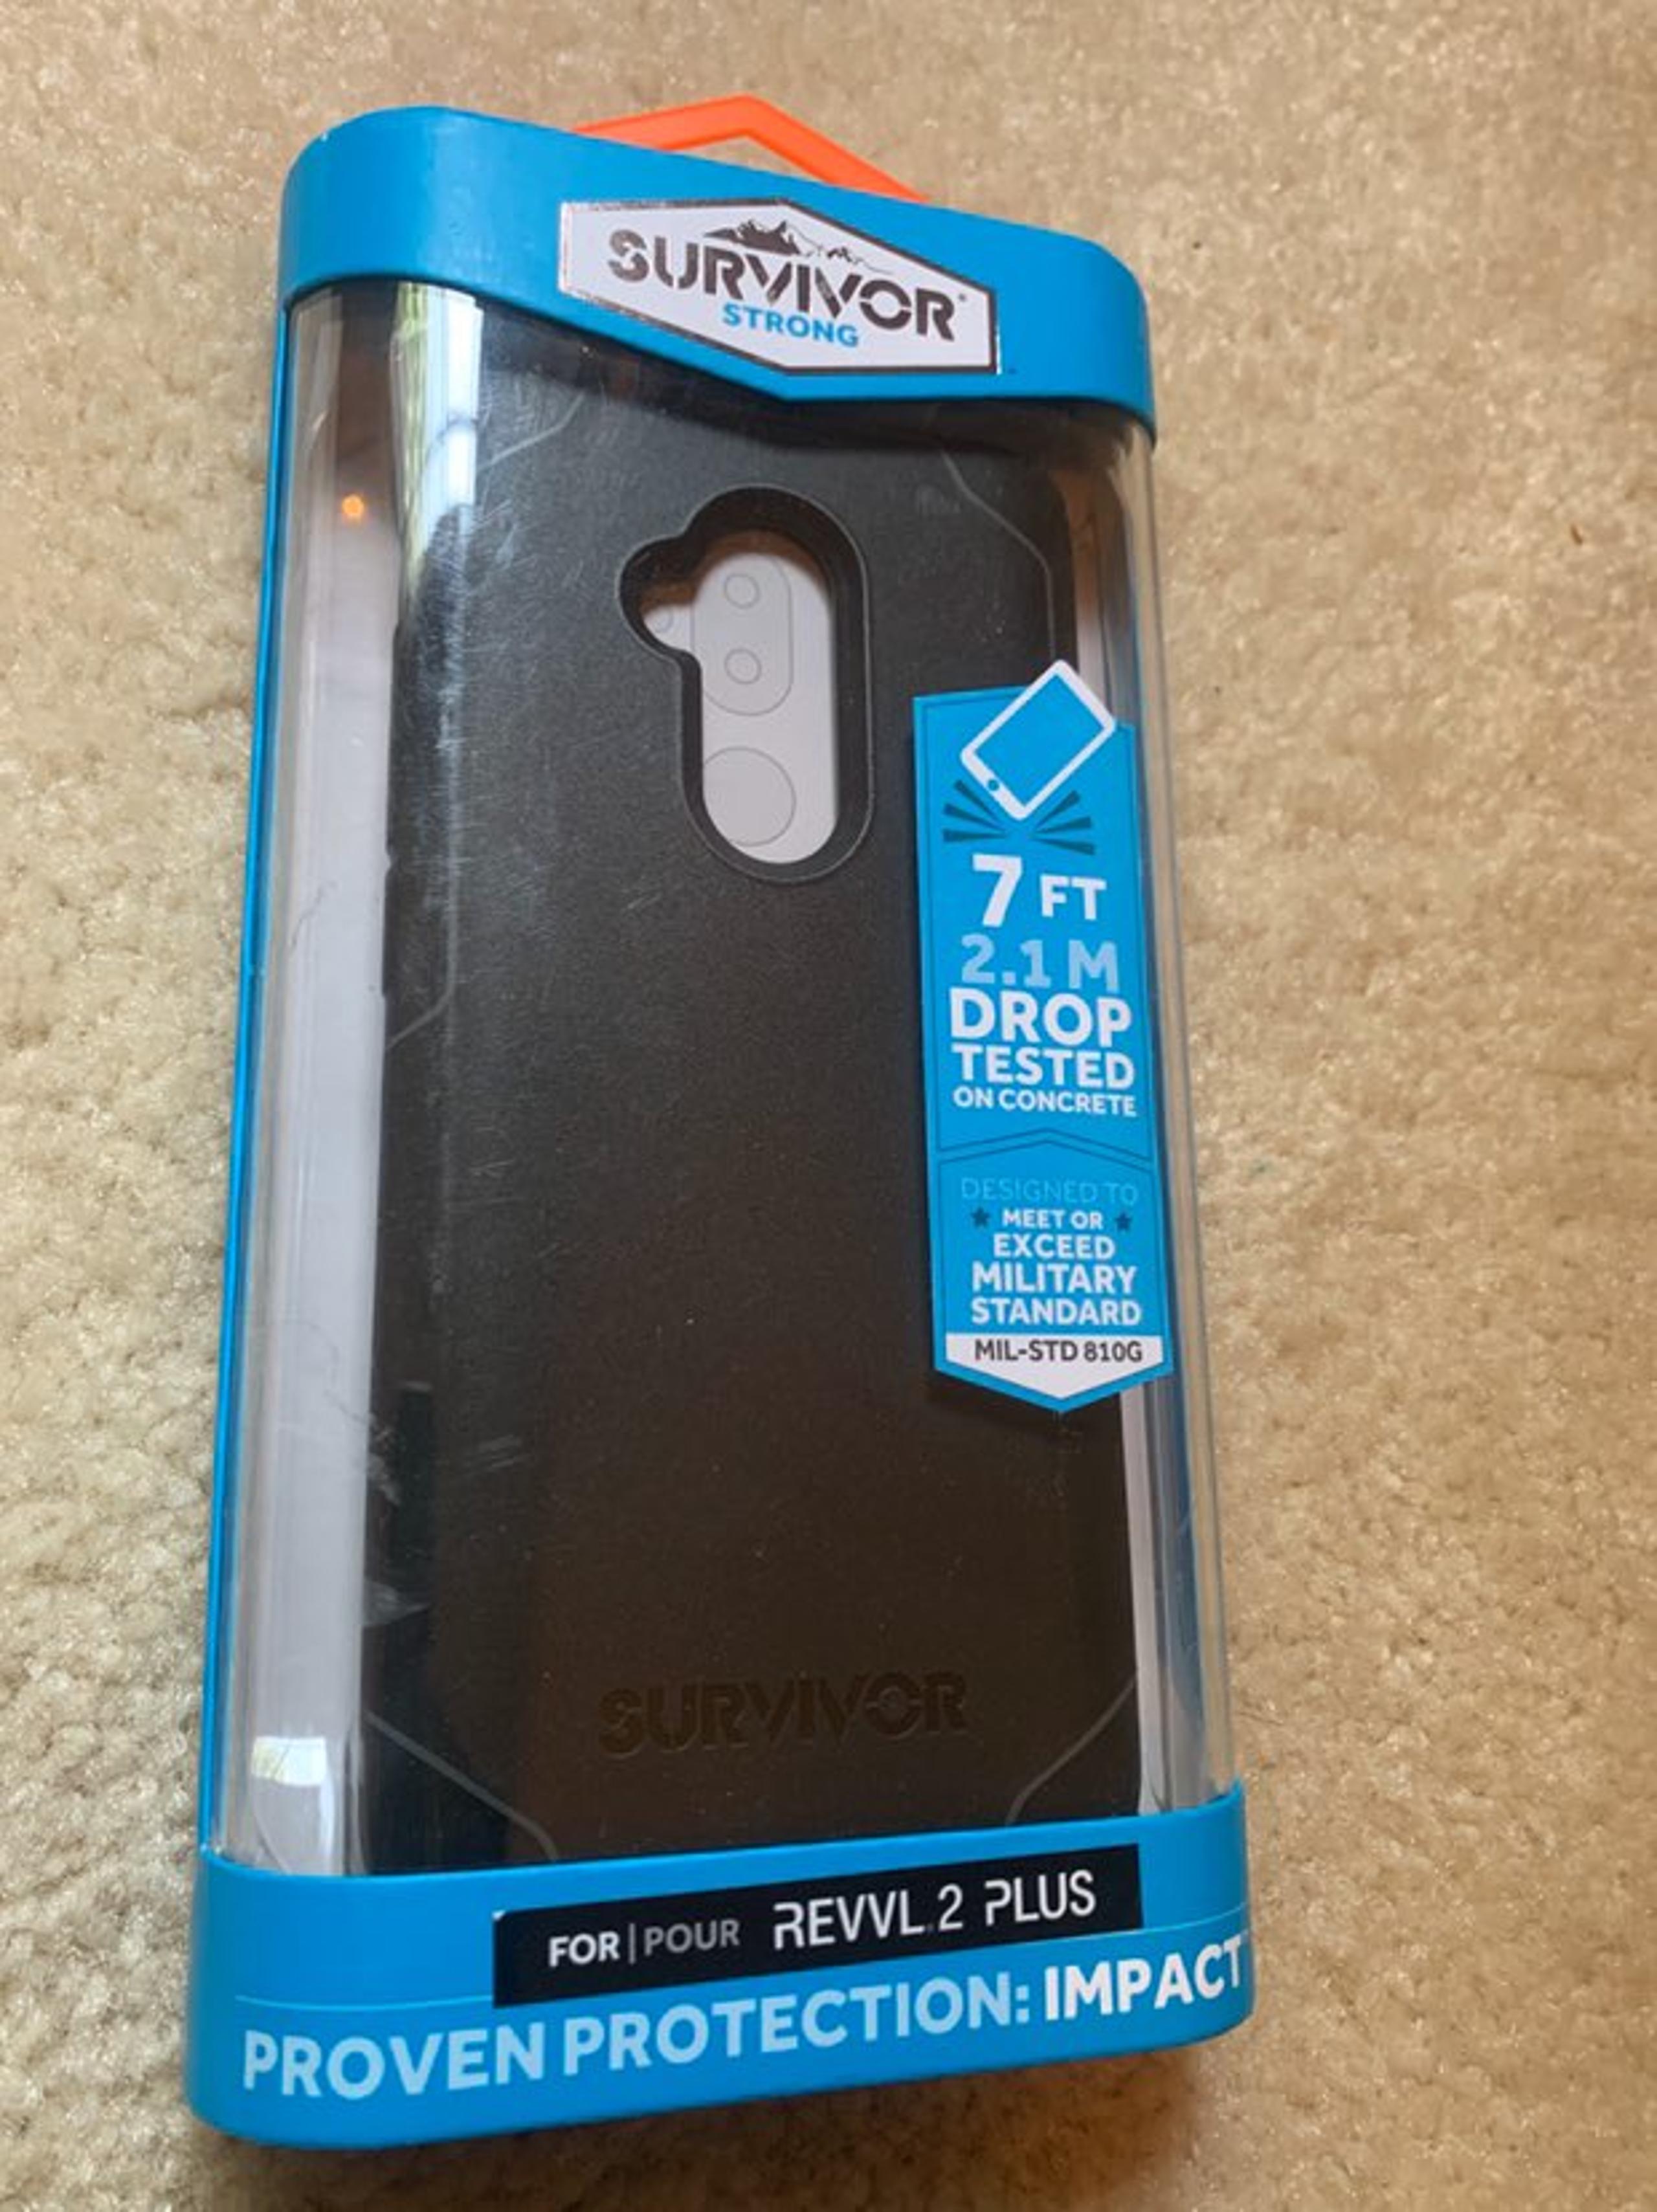 SURVIVOR®
STRONG
7 FT
2.1 M
DROP
TESTED
ON CONCRETE
DESIGNED TO
MEET OR
EXCEED
MILITARY
STANDARD
MIL-STD 810G
SURVIVOR
FOR | POUR REVVL 2 PLUS
PROVEN PROTECTION: IMPACT